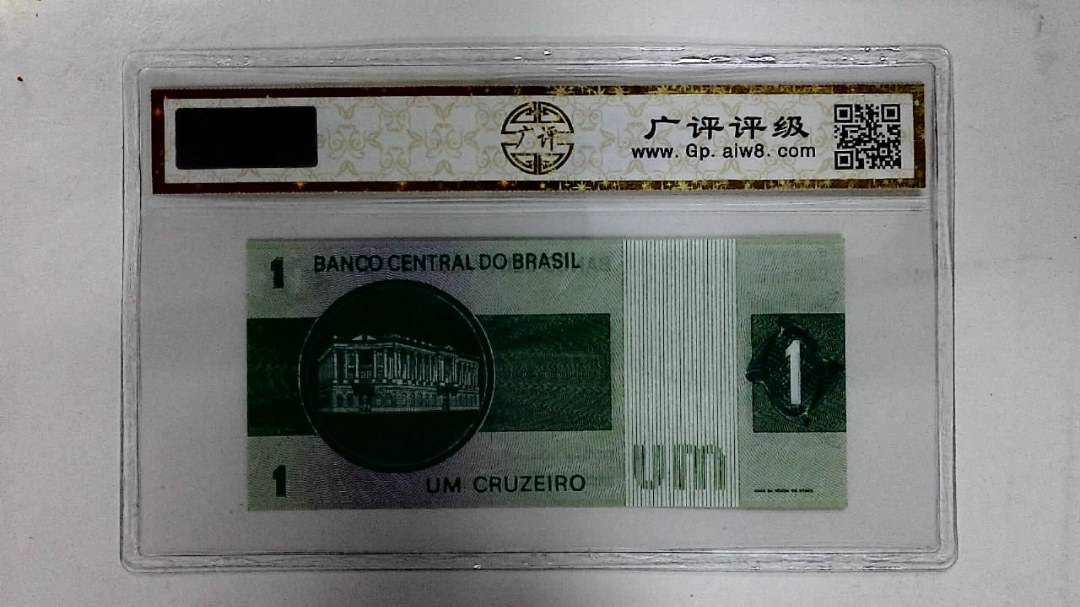 广评
广评评级
www.Gp.aiw8.com
1
BANCO CENTRAL DO BRASIL
1
1
UM CRUZEIRO
UM